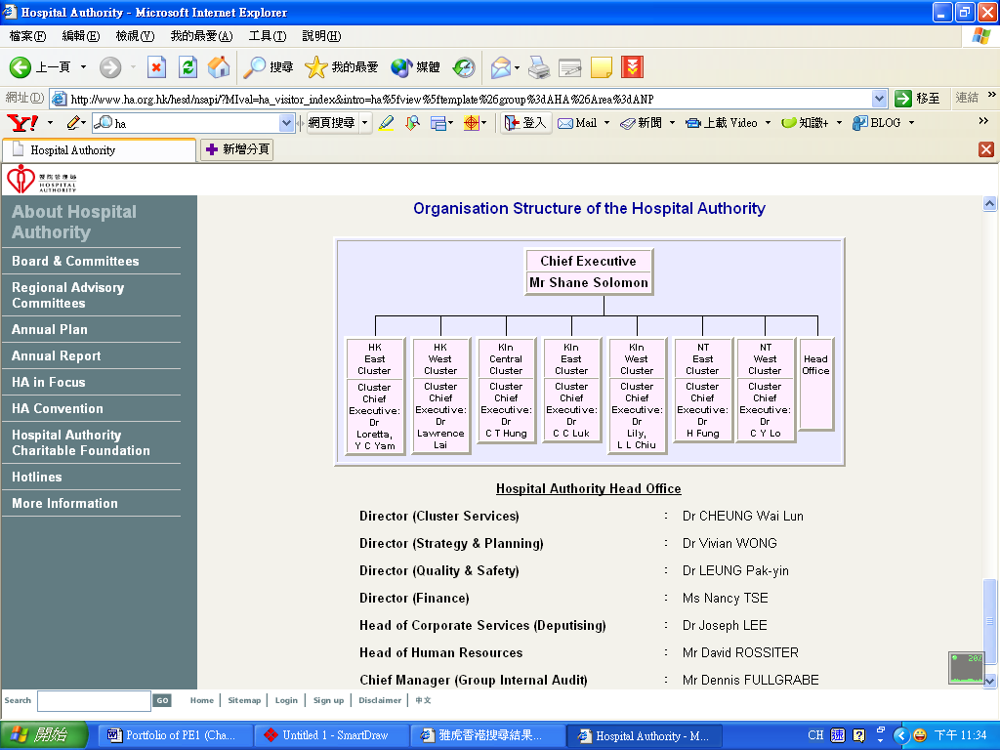 Hospital Authority - Microsoft Internet Explorer
檔案(F) 編輯(E) 檢視(V) 我的最愛(A) 工具(T) 說明(H)
上一頁 搜尋 我的最愛 媒體
網址(D) http://www.ha.org.hk/hesd/nsapi/?MIval=ha_visitor_index&intro=ha%5fview%5ftemplate%26group%3dAHA%26Area%3dANP 移至 連結 »
Y! ha 網頁搜尋 登入 Mail 新聞 上載 Video 知識+ BLOG »
Hospital Authority 新增分頁
醫院管理局
HOSPITAL
AUTHORITY
About Hospital
Authority
Board & Committees
Regional Advisory
Committees
Annual Plan
Annual Report
HA in Focus
HA Convention
Hospital Authority
Charitable Foundation
Hotlines
More Information
Organisation Structure of the Hospital Authority
Chief Executive
Mr Shane Solomon
HK
East
Cluster
Cluster
Chief
Executive:
Dr
Loretta,
Y C Yam
HK
West
Cluster
Cluster
Chief
Executive:
Dr
Lawrence
Lai
Kln
Central
Cluster
Cluster
Chief
Executive:
Dr
C T Hung
Kln
East
Cluster
Cluster
Chief
Executive:
Dr
C C Luk
Kln
West
Cluster
Cluster
Chief
Executive:
Dr
Lily,
L L Chiu
NT
East
Cluster
Cluster
Chief
Executive:
Dr
H Fung
NT
West
Cluster
Cluster
Chief
Executive:
Dr
C Y Lo
Head
Office
Hospital Authority Head Office
Director (Cluster Services) : Dr CHEUNG Wai Lun
Director (Strategy & Planning) : Dr Vivian WONG
Director (Quality & Safety) : Dr LEUNG Pak-yin
Director (Finance) : Ms Nancy TSE
Head of Corporate Services (Deputising) : Dr Joseph LEE
Head of Human Resources : Mr David ROSSITER
Chief Manager (Group Internal Audit) : Mr Dennis FULLGRABE
Search GO Home | Sitemap | Login | Sign up | Disclaimer | 中文
開始 Portfolio of PE1 (Cha... Untitled 1 - SmartDraw 雅虎香港搜尋結果... Hospital Authority - M... CH 下午 11:34